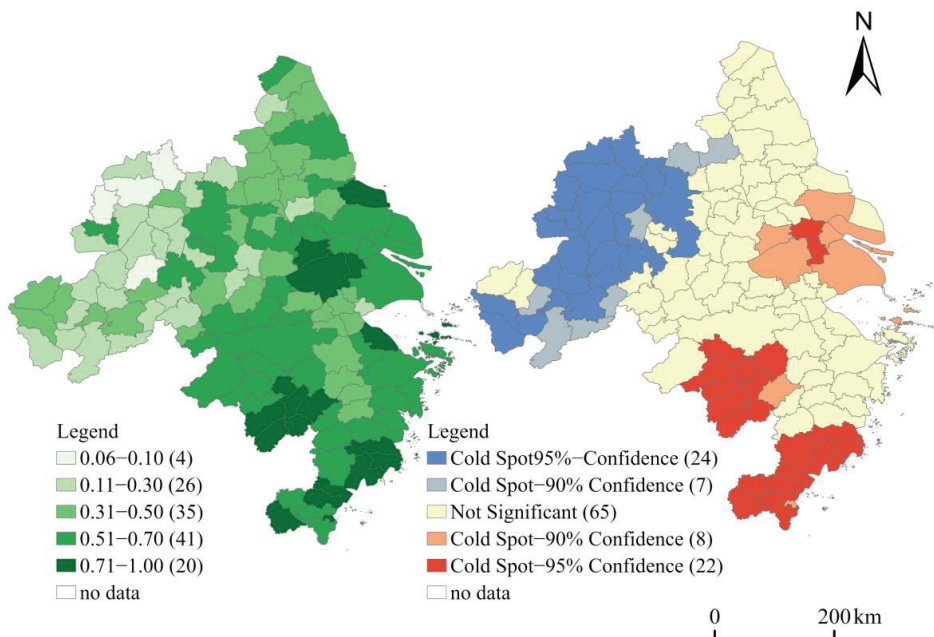 N
Legend
0.06−0.10 (4)
0.11−0.30 (26)
0.31−0.50 (35)
0.51−0.70 (41)
0.71−1.00 (20)
no data
Legend
Cold Spot95%−Confidence (24)
Cold Spot−90% Confidence (7)
Not Significant (65)
Cold Spot−90% Confidence (8)
Cold Spot−95% Confidence (22)
no data
0 200 km